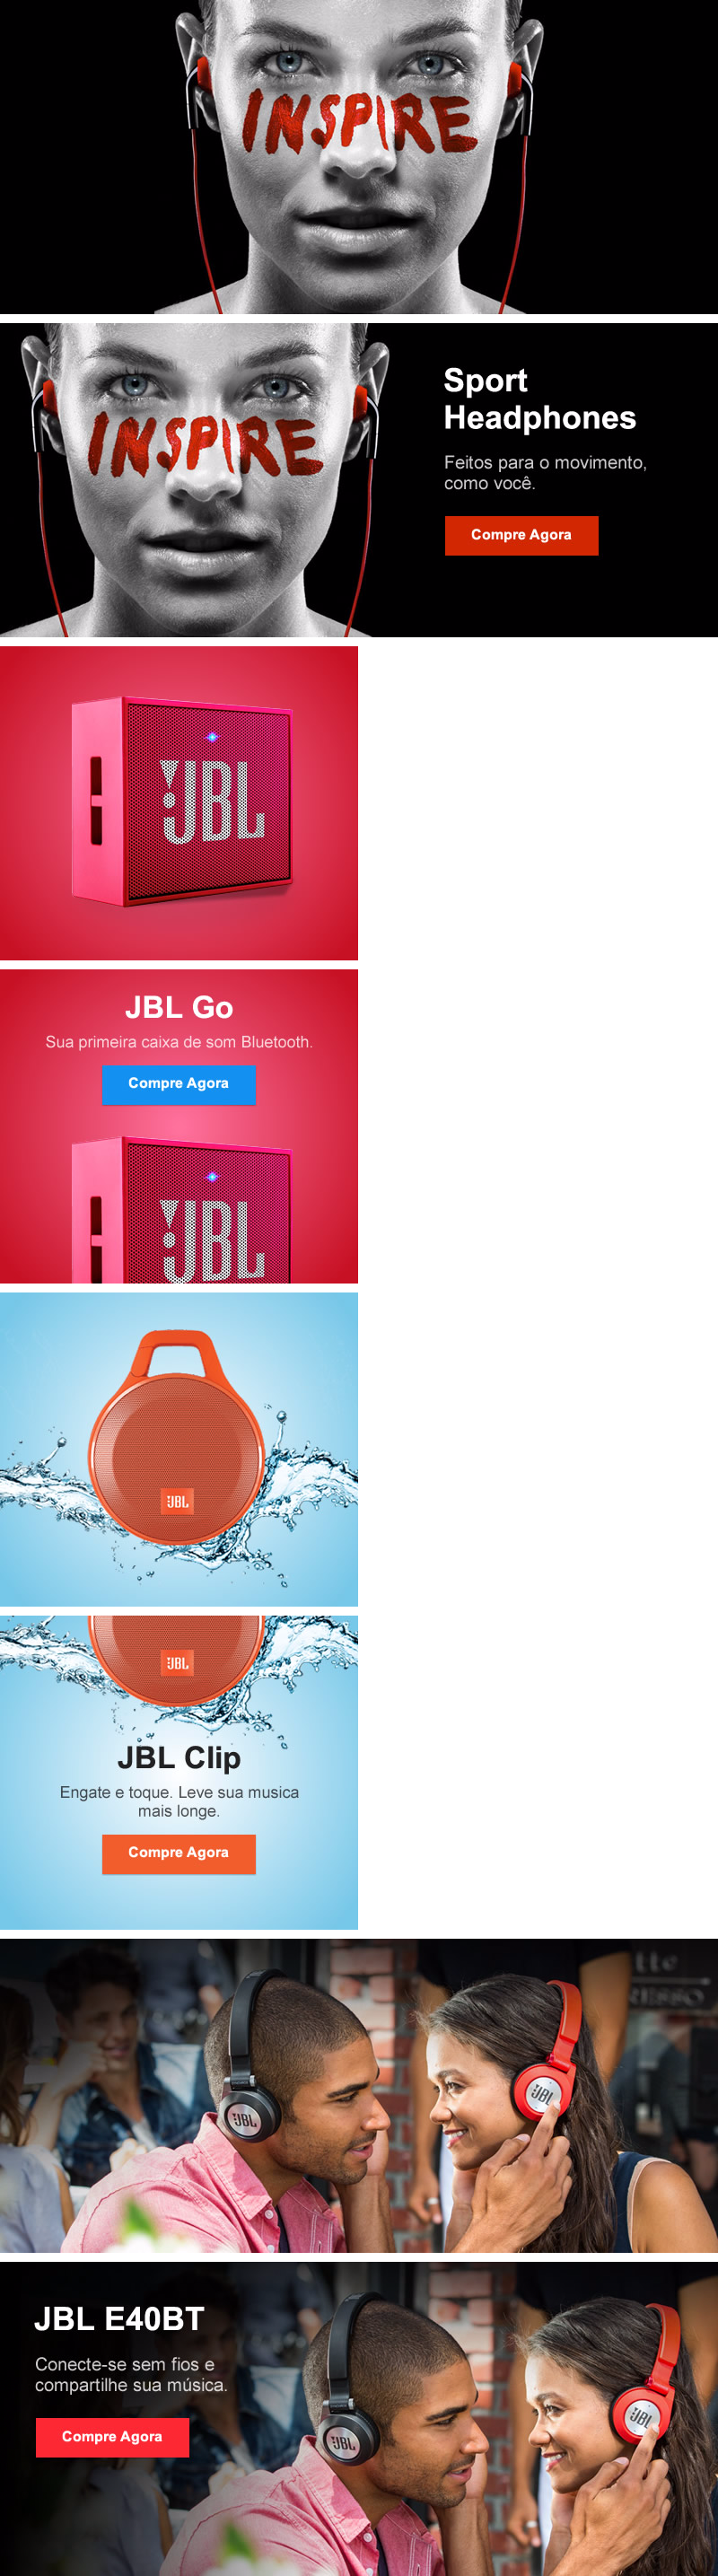 INSPIRE
Sport
Headphones
INSPIRE
Feitos para o movimento,
como você.
Compre Agora
JBL
JBL Go
Sua primeira caixa de som Bluetooth.
Compre Agora
JBL
JBL
JBL
JBL Clip
Engate e toque. Leve sua musica
mais longe.
Compre Agora
JBL
JBL
JBL E40BT
Conecte-se sem fios e
compartilhe sua música.
Compre Agora
JBL
JBL